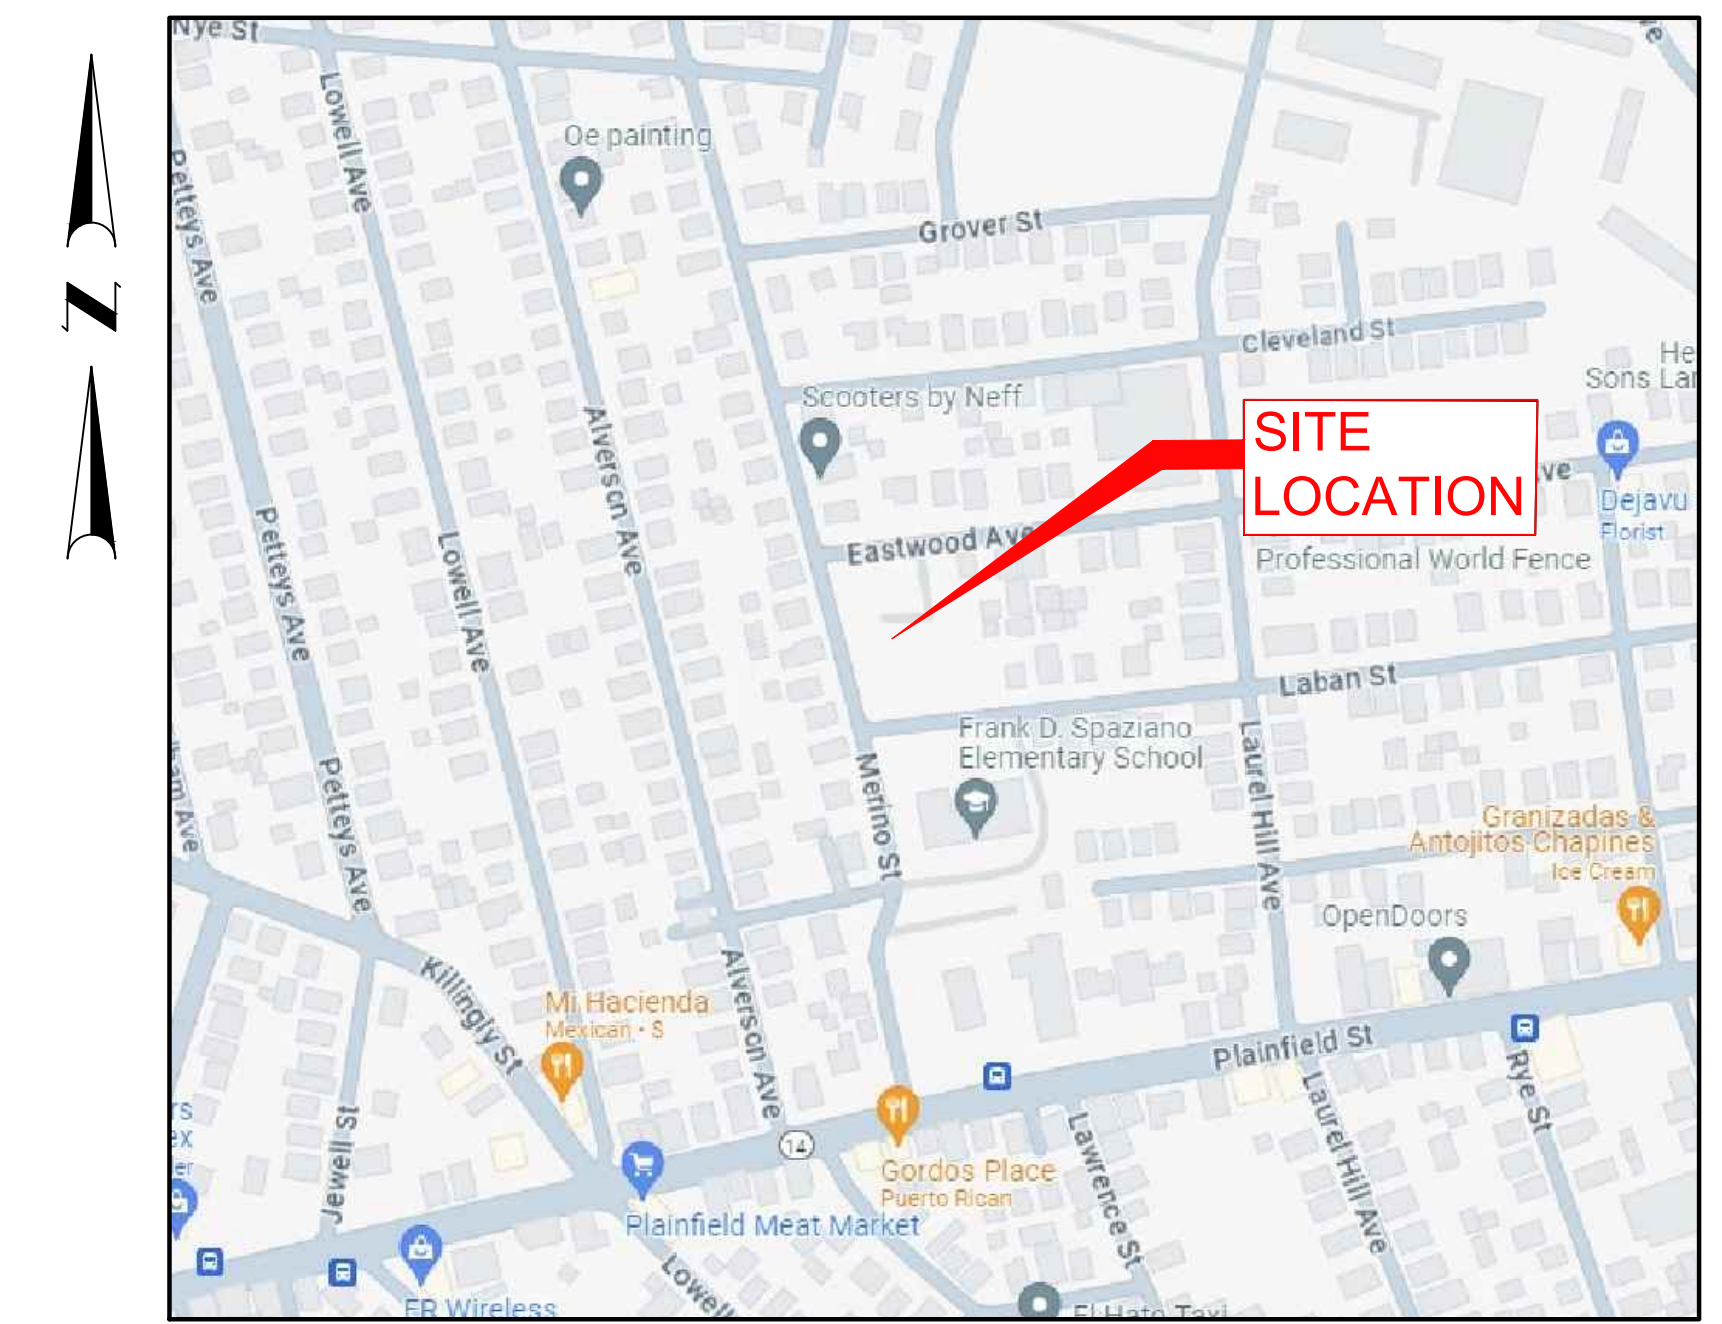 Nye St
Lowell Ave
Oe painting
Petteys Ave
Grover St
Cleveland St
Sons
Scooters by Neff
SITE
LOCATION
Alverson Ave
Dejavu
Florist
Eastwood Ave
Professional World Fence
Petteys Ave
Lowell Ave
Laban St
Frank D. Spaziano
Elementary School
Laurel Hill Ave
Merino St
Petteys Ave
Granizadas &
Antojitos Chapines
Ice Cream
OpenDoors
Killingly St
Alverson Ave
Mi Hacienda
Mexican • S
Plainfield St
Rye St
Laurel Hill Ave
Jewell St
14
Lawrence St
Gordos Place
Puerto Rican
Plainfield Meat Market
Lowell
ER Wireless
El Hato Taxi
N